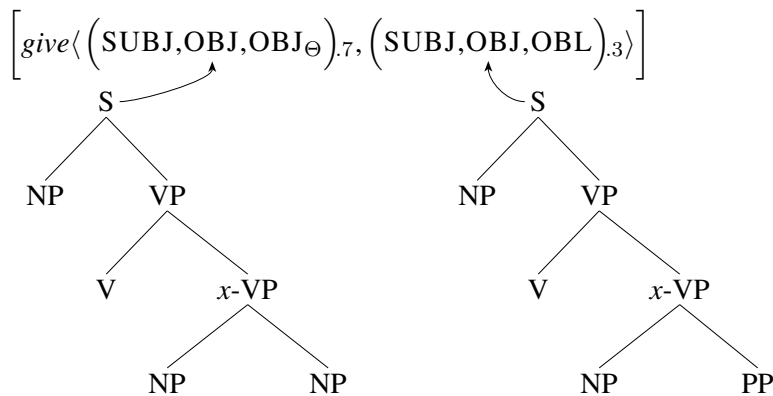 [give⟨(SUBJ,OBJ,OBJ_Θ).7, (SUBJ,OBJ,OBL).3⟩]
S S
NP VP NP VP
V x-VP V x-VP
NP NP NP PP